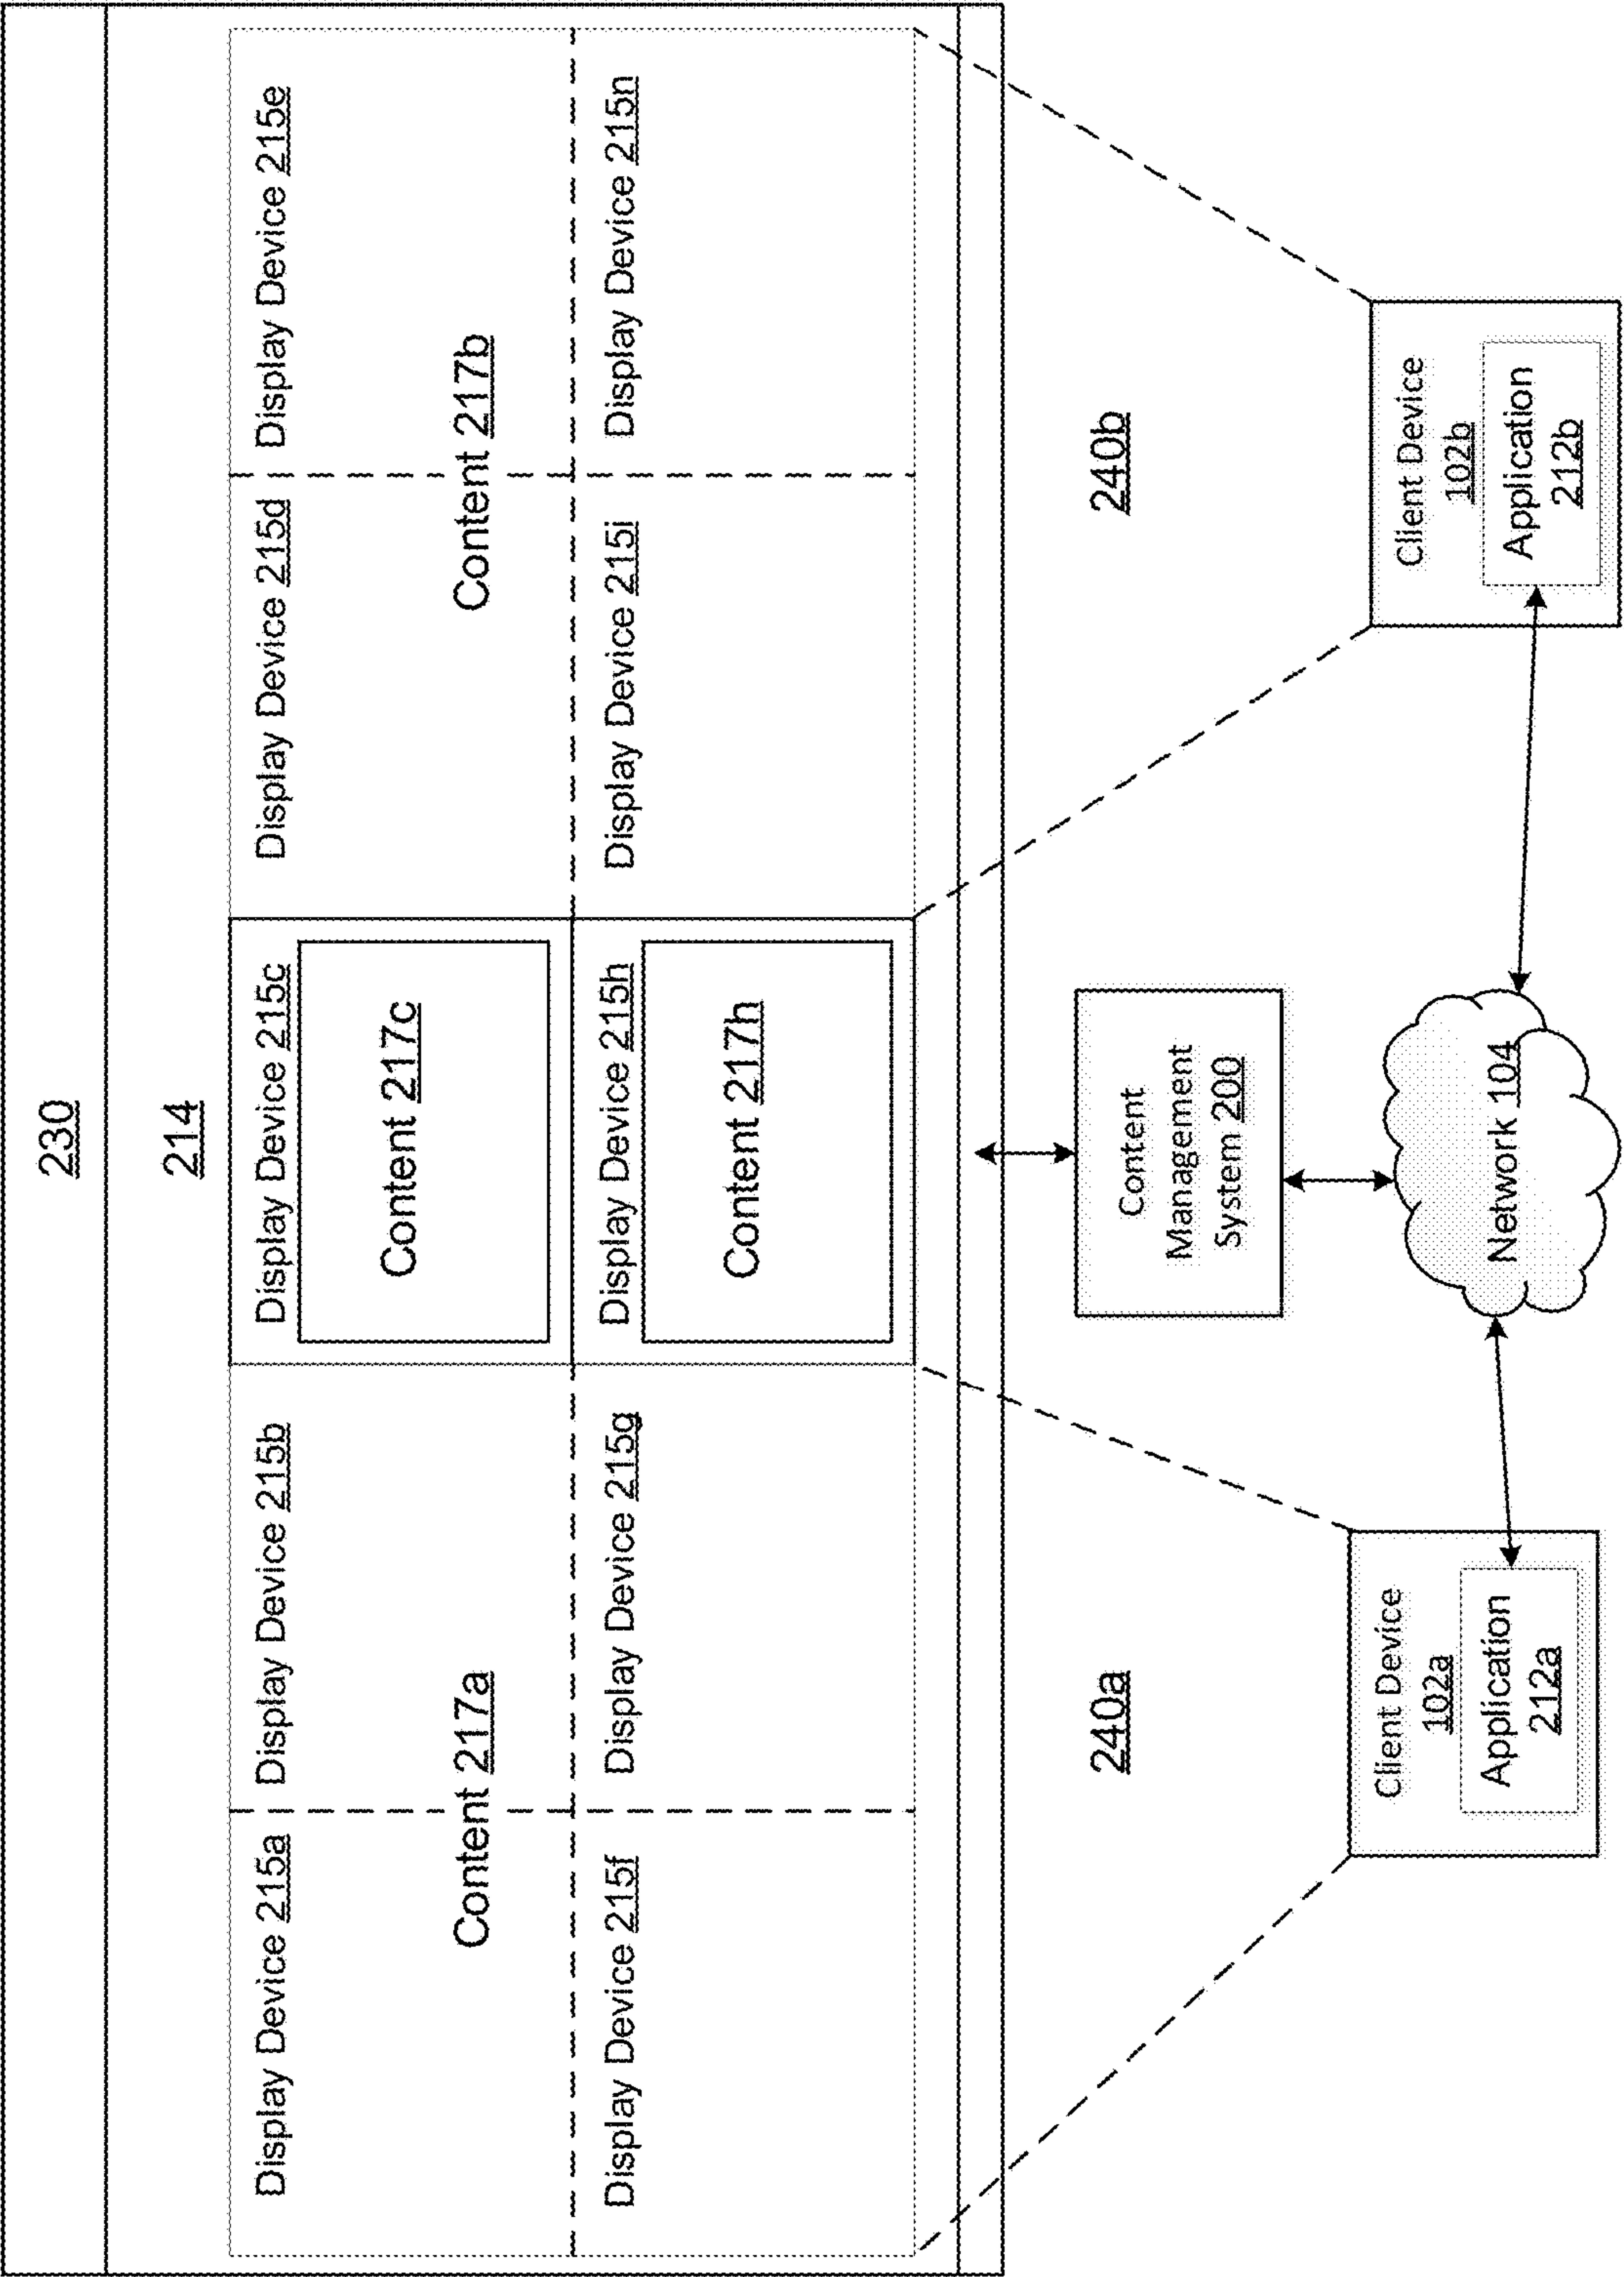 230
214
Display Device 215a
Display Device 215b
Display Device 215c
Display Device 215d
Display Device 215e
Content 217a
Content 217c
Content 217b
Display Device 215f
Display Device 215g
Display Device 215h
Display Device 215i
Display Device 215n
Content 217h
240a
Content
Management
System 200
240b
Client Device
102a
Application
212a
Network 104
Client Device
102b
Application
212b